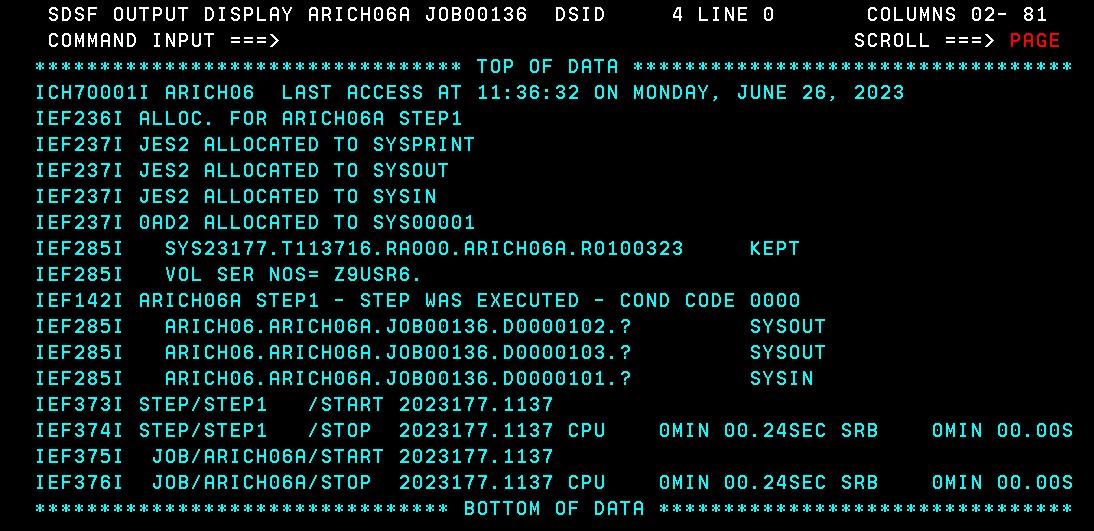 SDSF OUTPUT DISPLAY ARICH06A JOB00136  DSID     4 LINE 0       COLUMNS 02- 81
COMMAND INPUT ===>                                            SCROLL ===> PAGE
********************************* TOP OF DATA **********************************
ICH70001I ARICH06  LAST ACCESS AT 11:36:32 ON MONDAY, JUNE 26, 2023
IEF236I ALLOC. FOR ARICH06A STEP1
IEF237I JES2 ALLOCATED TO SYSPRINT
IEF237I JES2 ALLOCATED TO SYSOUT
IEF237I JES2 ALLOCATED TO SYSIN
IEF237I 0AD2 ALLOCATED TO SYS00001
IEF285I   SYS23177.T113716.RA000.ARICH06A.R0100323     KEPT
IEF285I   VOL SER NOS= Z9USR6.
IEF142I ARICH06A STEP1 - STEP WAS EXECUTED - COND CODE 0000
IEF285I   ARICH06.ARICH06A.JOB00136.D0000102.?         SYSOUT
IEF285I   ARICH06.ARICH06A.JOB00136.D0000103.?         SYSOUT
IEF285I   ARICH06.ARICH06A.JOB00136.D0000101.?         SYSIN
IEF373I STEP/STEP1   /START 2023177.1137
IEF374I STEP/STEP1   /STOP  2023177.1137 CPU    0MIN 00.24SEC SRB    0MIN 00.00S
IEF375I  JOB/ARICH06A/START 2023177.1137
IEF376I  JOB/ARICH06A/STOP  2023177.1137 CPU    0MIN 00.24SEC SRB    0MIN 00.00S
******************************** BOTTOM OF DATA ********************************